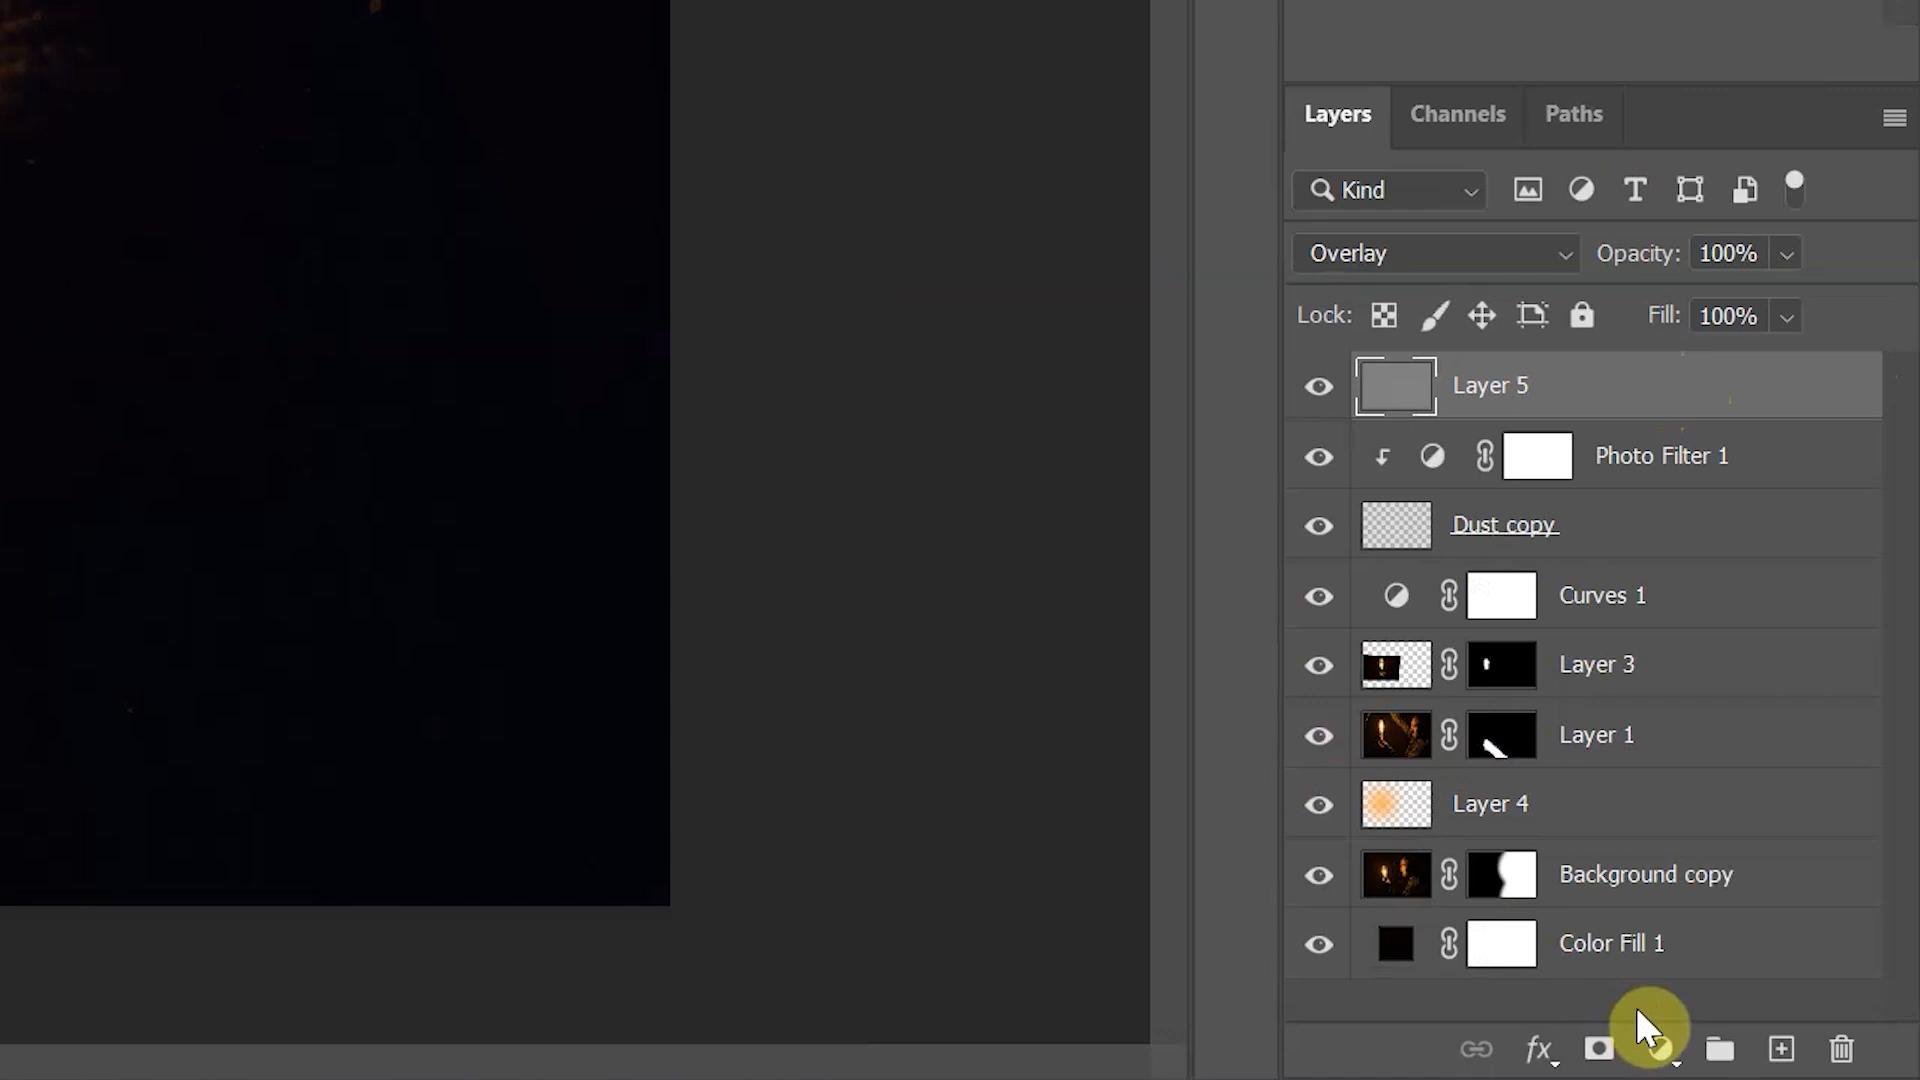 Layers Channels Paths
Kind
Overlay Opacity: 100%
Lock: Fill: 100%
Layer 5
Photo Filter 1
Dust copy
Curves 1
Layer 3
Layer 1
Layer 4
Background copy
Color Fill 1
fx